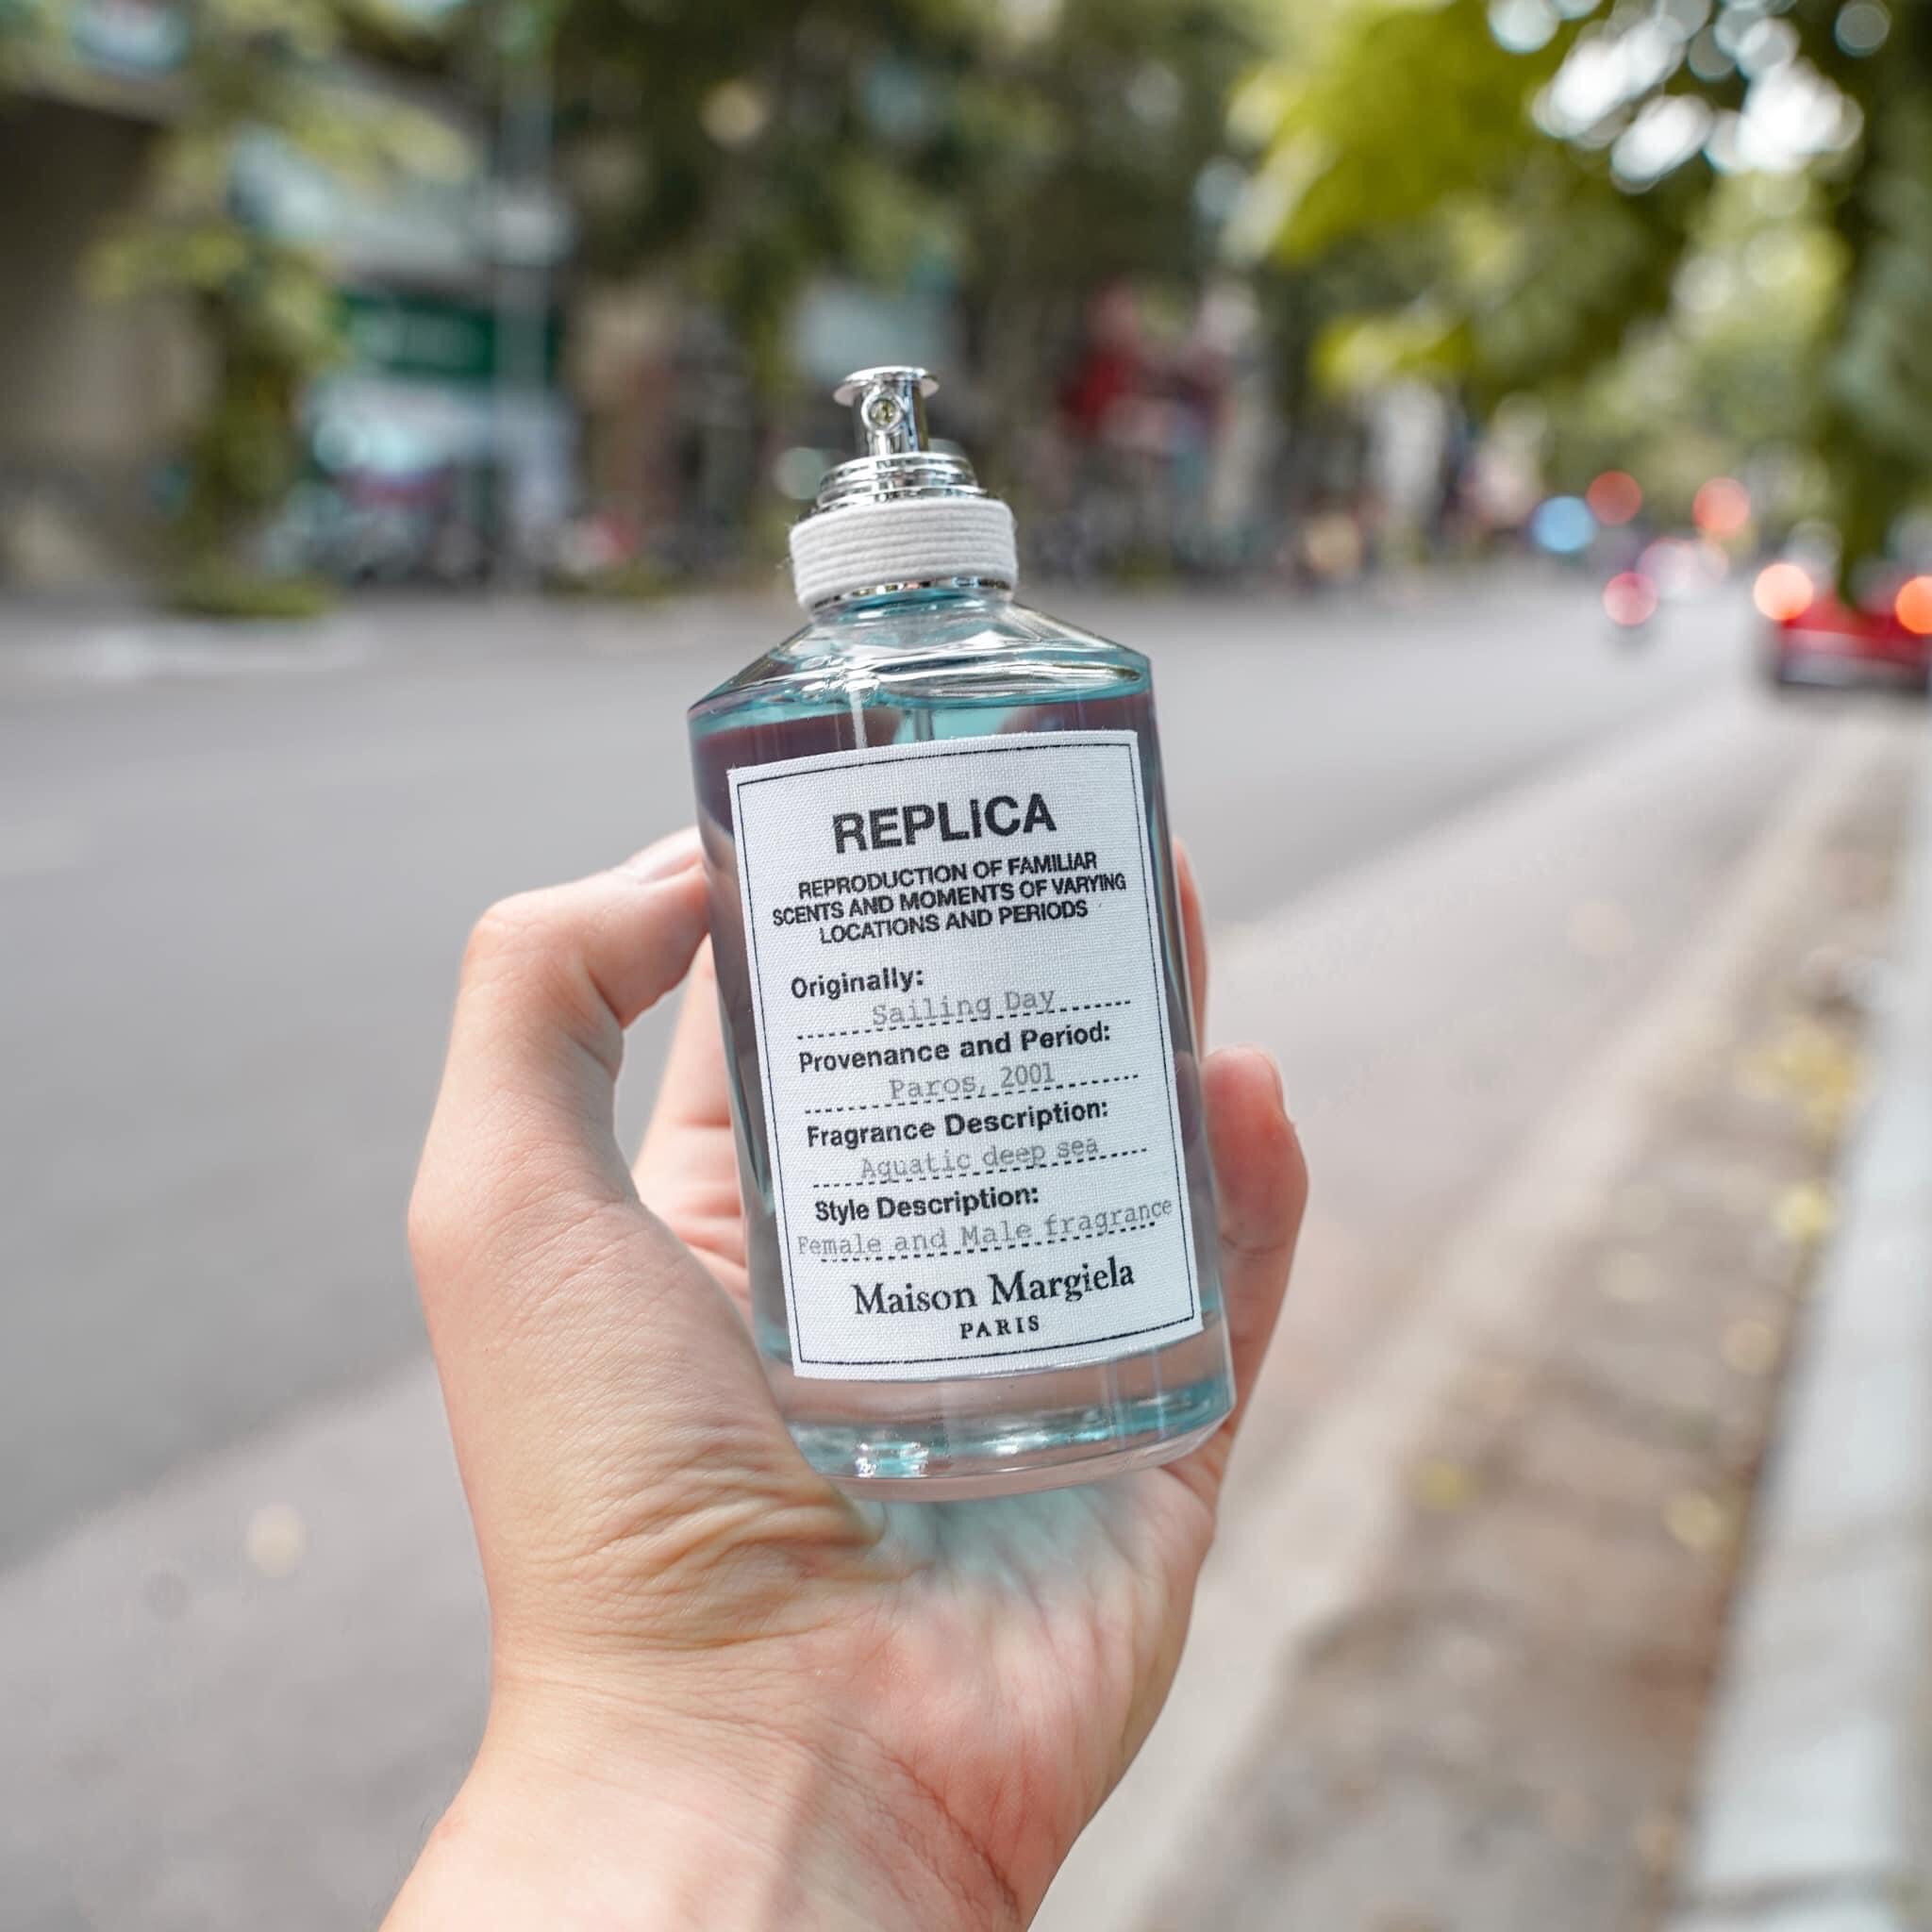 REPLICA
REPRODUCTION OF FAMILIAR
SCENTS AND MOMENTS OF VARYING
LOCATIONS AND PERIODS
Originally:
Sailing Day
Provenance and Period:
Paros, 2001
Fragrance Description:
Aquatic deep sea
Style Description:
Female and Male fragrance
Maison Margiela
PARIS